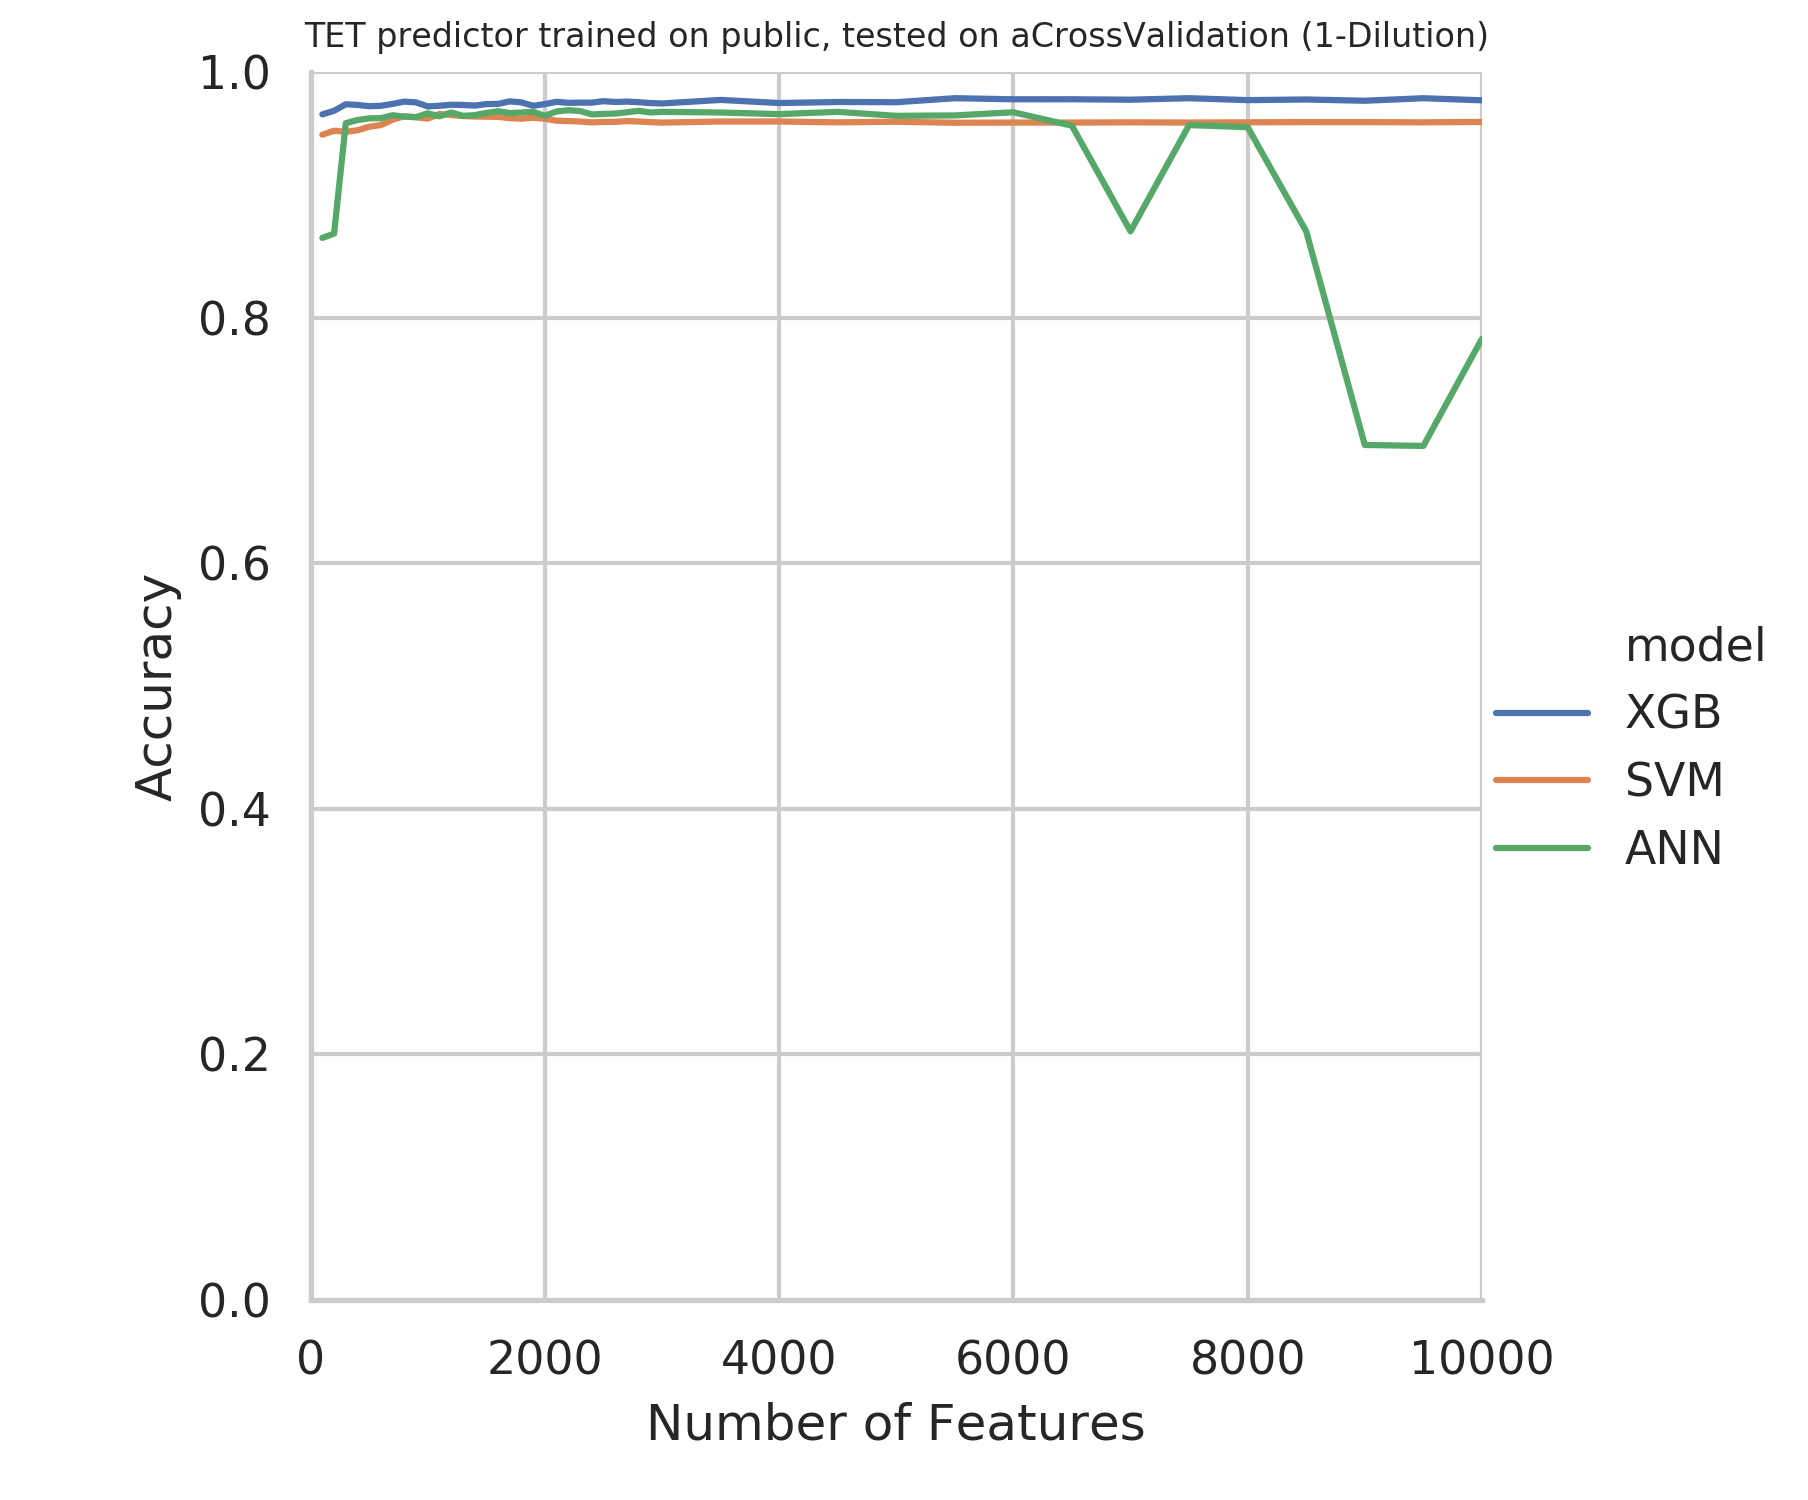 TET predictor trained on public, tested on aCrossValidation (1-Dilution)
1.0
0.8
0.6
0.4
0.2
0.0
Accuracy
0 2000 4000 6000 8000 10000
Number of Features
model
XGB
SVM
ANN